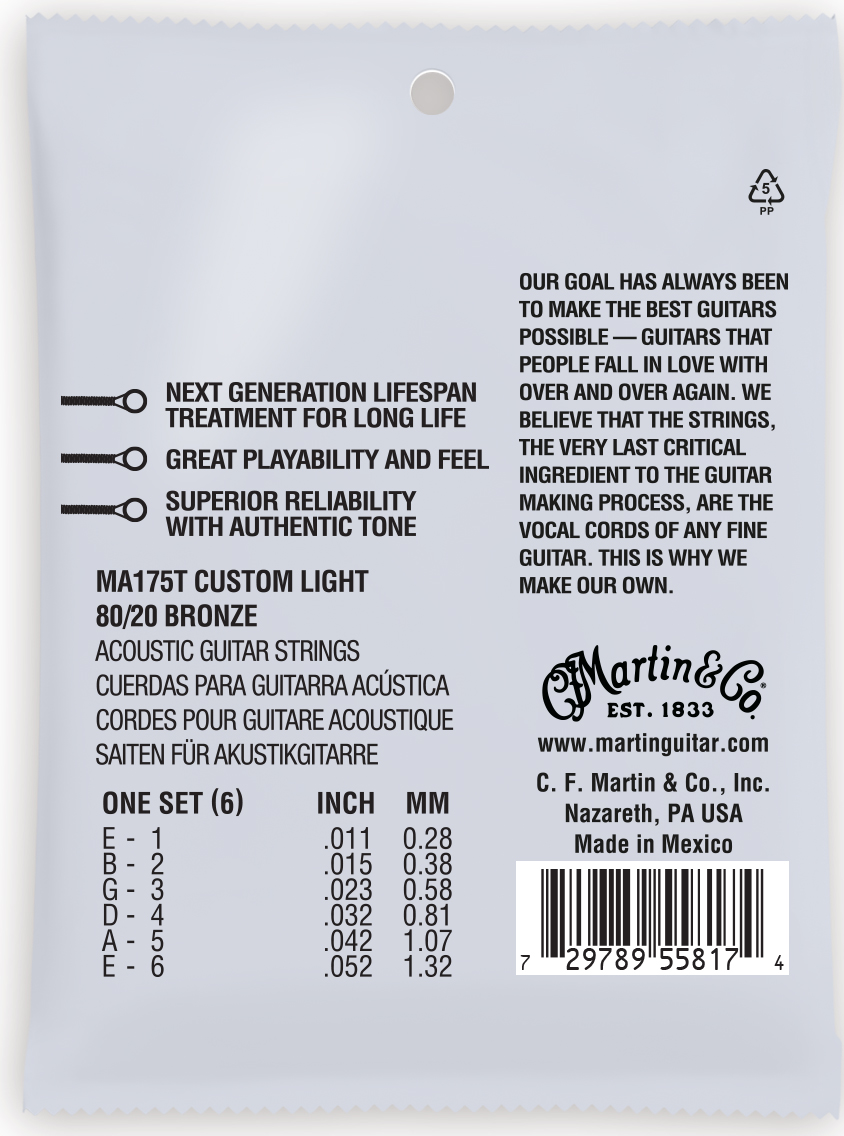 5
PP
OUR GOAL HAS ALWAYS BEEN
TO MAKE THE BEST GUITARS
POSSIBLE — GUITARS THAT
PEOPLE FALL IN LOVE WITH
OVER AND OVER AGAIN. WE
BELIEVE THAT THE STRINGS,
THE VERY LAST CRITICAL
INGREDIENT TO THE GUITAR
MAKING PROCESS, ARE THE
VOCAL CORDS OF ANY FINE
GUITAR. THIS IS WHY WE
MAKE OUR OWN.
NEXT GENERATION LIFESPAN
TREATMENT FOR LONG LIFE
GREAT PLAYABILITY AND FEEL
SUPERIOR RELIABILITY
WITH AUTHENTIC TONE
MA175T CUSTOM LIGHT
80/20 BRONZE
ACOUSTIC GUITAR STRINGS
CUERDAS PARA GUITARRA ACÚSTICA
CORDES POUR GUITARE ACOUSTIQUE
SAITEN FÜR AKUSTIKGITARRE
ONE SET (6) INCH MM
E - 1 .011 0.28
B - 2 .015 0.38
G - 3 .023 0.58
D - 4 .032 0.81
A - 5 .042 1.07
E - 6 .052 1.32
CF Martin & Co.®
EST. 1833
www.martinguitar.com
C. F. Martin & Co., Inc.
Nazareth, PA USA
Made in Mexico
7 29789 55817 4